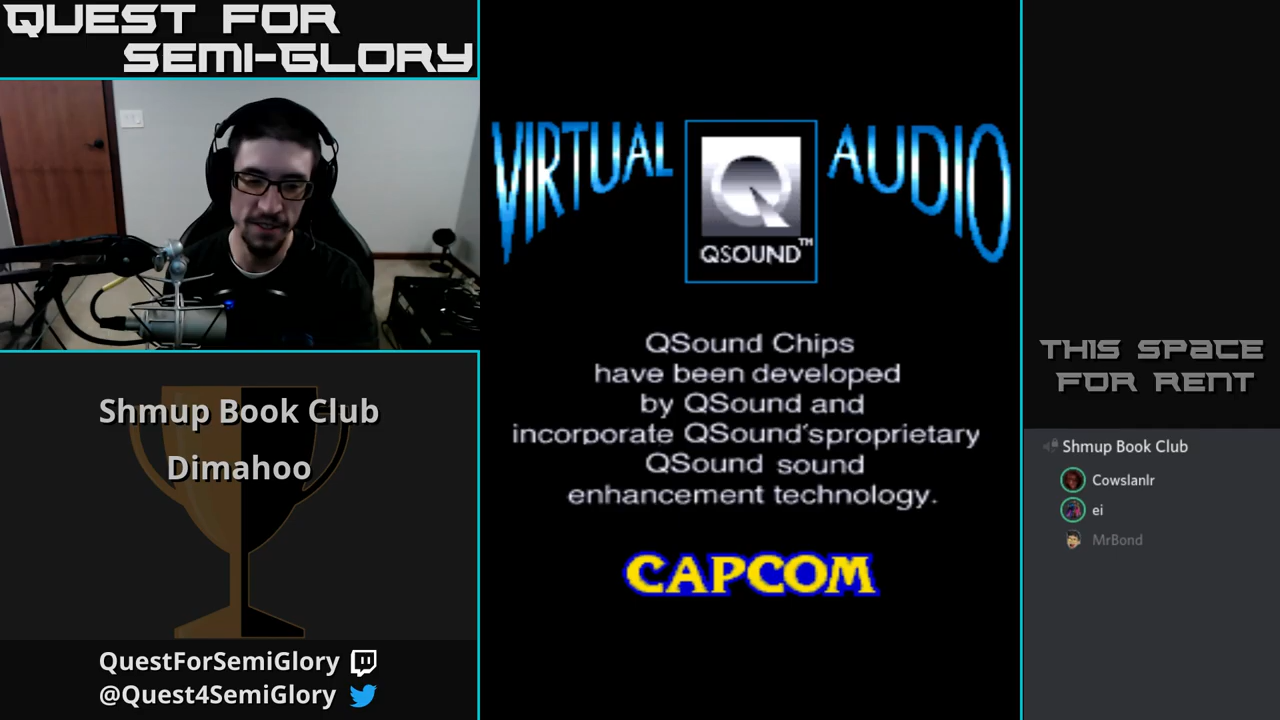 QUEST FOR
SEMI-GLORY
VIRTUAL
AUDIO
QSOUND™
QSound Chips
have been developed
by QSound and
incorporate QSound'sproprietary
QSound sound
enhancement technology.
CAPCOM
Shmup Book Club
Dimahoo
QuestForSemiGlory
@Quest4SemiGlory
THIS SPACE
FOR RENT
Shmup Book Club
Cowslanlr
ei
MrBond